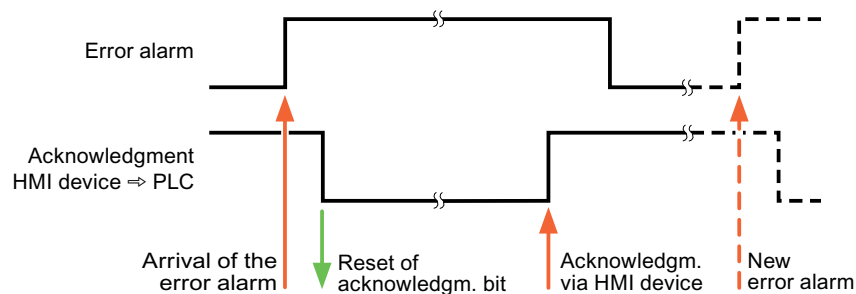 Error alarm
Acknowledgment
HMI device ⇨ PLC
Arrival of the
error alarm
Reset of
acknowledgm. bit
Acknowledgm.
via HMI device
New
error alarm